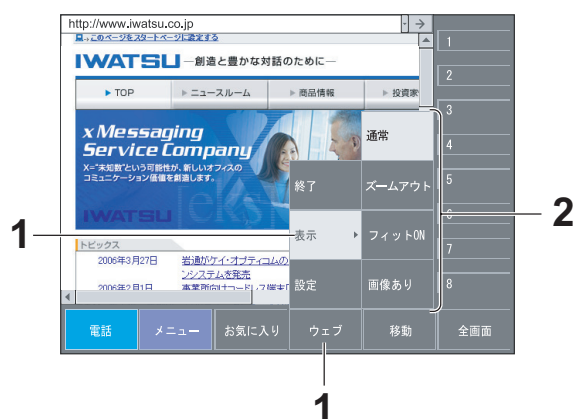 http://www.iwatsu.co.jp
このページをスタートページに設定する
1
IWATSU ―創造と豊かな対話のために―
2
TOP
ニュースルーム
商品情報
投資家
3
x Messaging
Service Company
通常
4
X="未知数"という可能性が、新しいオフィスの
コミュニケーション価値を創造します。
終了
ズームアウト
5
2
IWATSU
6
1
表示
フィットON
トピックス
7
2006年3月27日
岩通がケイ・オプティコムの
ンシステムを発売
設定
画像あり
8
2006年2月1日
事業所向けコードレス端末「
電話
メニュー
お気に入り
ウェブ
移動
全画面
1